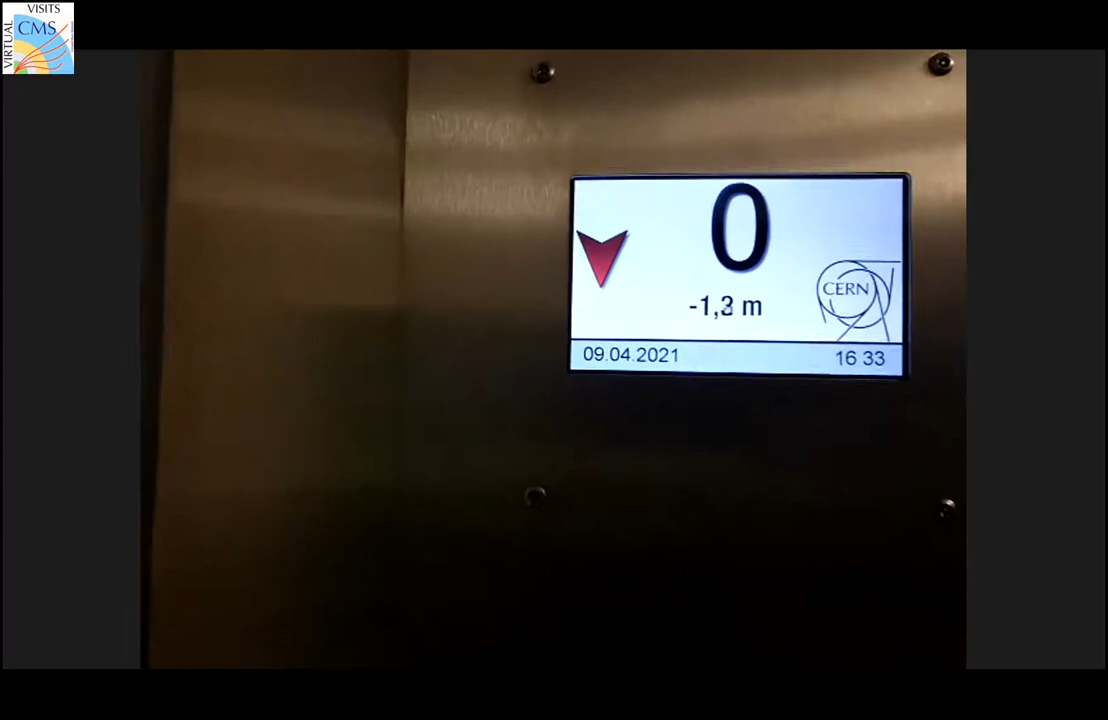 VISITS
VIRTUAL
CMS
0
-1,3 m
CERN
09.04.2021
16 33